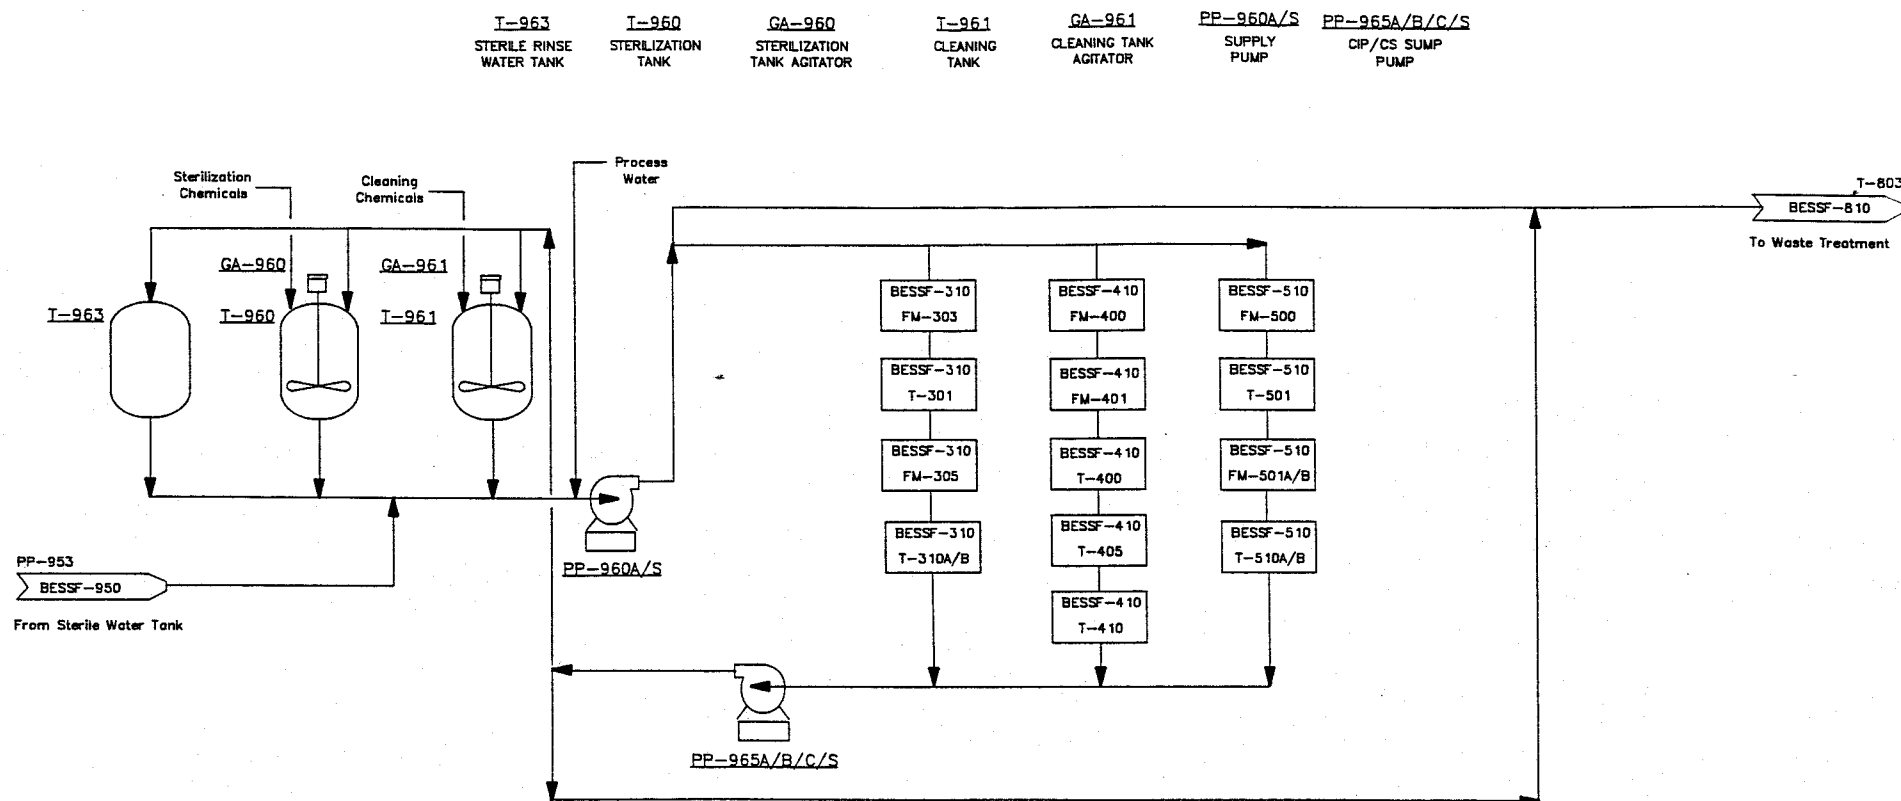 T-963
STERILE RINSE
WATER TANK
T-960
STERILIZATION
TANK
GA-960
STERILIZATION
TANK AGITATOR
T-961
CLEANING
TANK
GA-961
CLEANING TANK
AGITATOR
PP-960A/S
SUPPLY
PUMP
PP-965A/B/C/S
CIP/CS SUMP
PUMP
Sterilization
Chemicals
Cleaning
Chemicals
Process
Water
T-803
BESSF-810
To Waste Treatment
GA-960
GA-961
T-963
T-960
T-961
BESSF-310
FM-303
BESSF-410
FM-400
BESSF-510
FM-500
BESSF-310
T-301
BESSF-410
FM-401
BESSF-510
T-501
BESSF-310
FM-305
BESSF-410
T-400
BESSF-510
FM-501A/B
BESSF-310
T-310A/B
BESSF-410
T-405
BESSF-510
T-510A/B
BESSF-410
T-410
PP-953
BESSF-950
From Sterile Water Tank
PP-960A/S
PP-965A/B/C/S